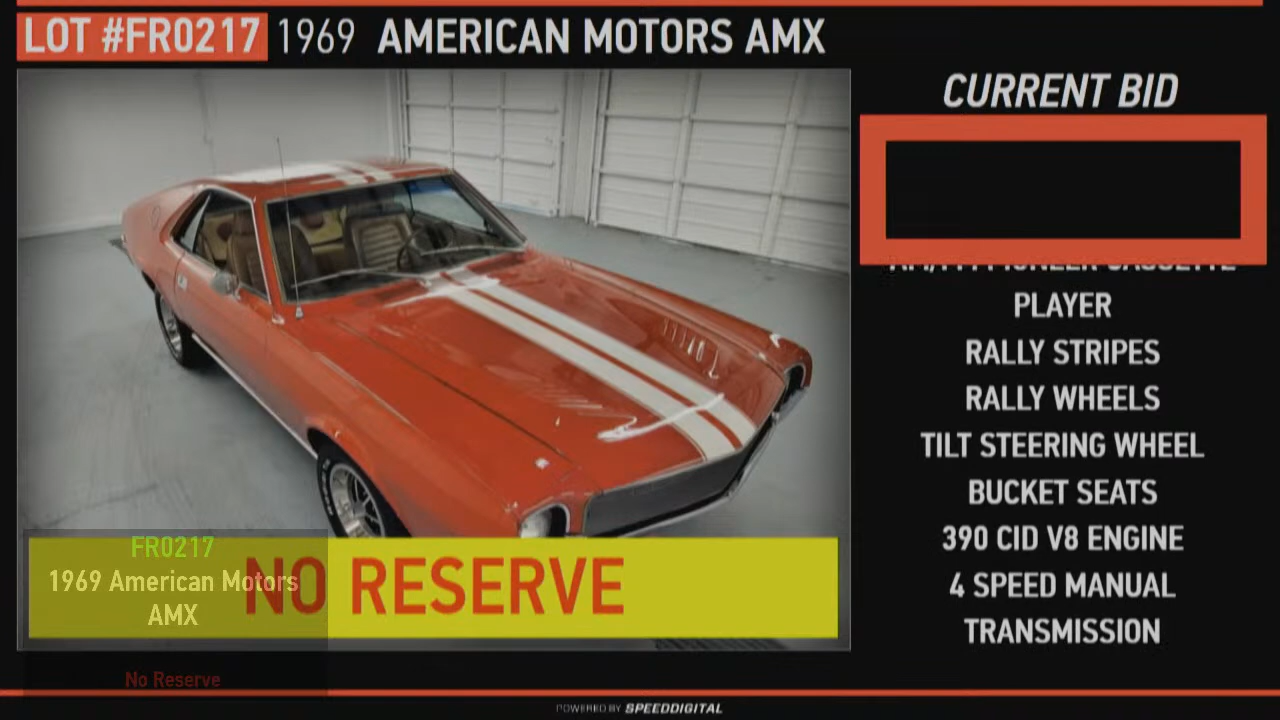 LOT #FR0217 1969 AMERICAN MOTORS AMX
CURRENT BID
PLAYER
RALLY STRIPES
RALLY WHEELS
TILT STEERING WHEEL
BUCKET SEATS
390 CID V8 ENGINE
4 SPEED MANUAL
TRANSMISSION
NO RESERVE
FR0217
1969 American Motors
AMX
No Reserve
POWERED BY SPEEDDIGITAL